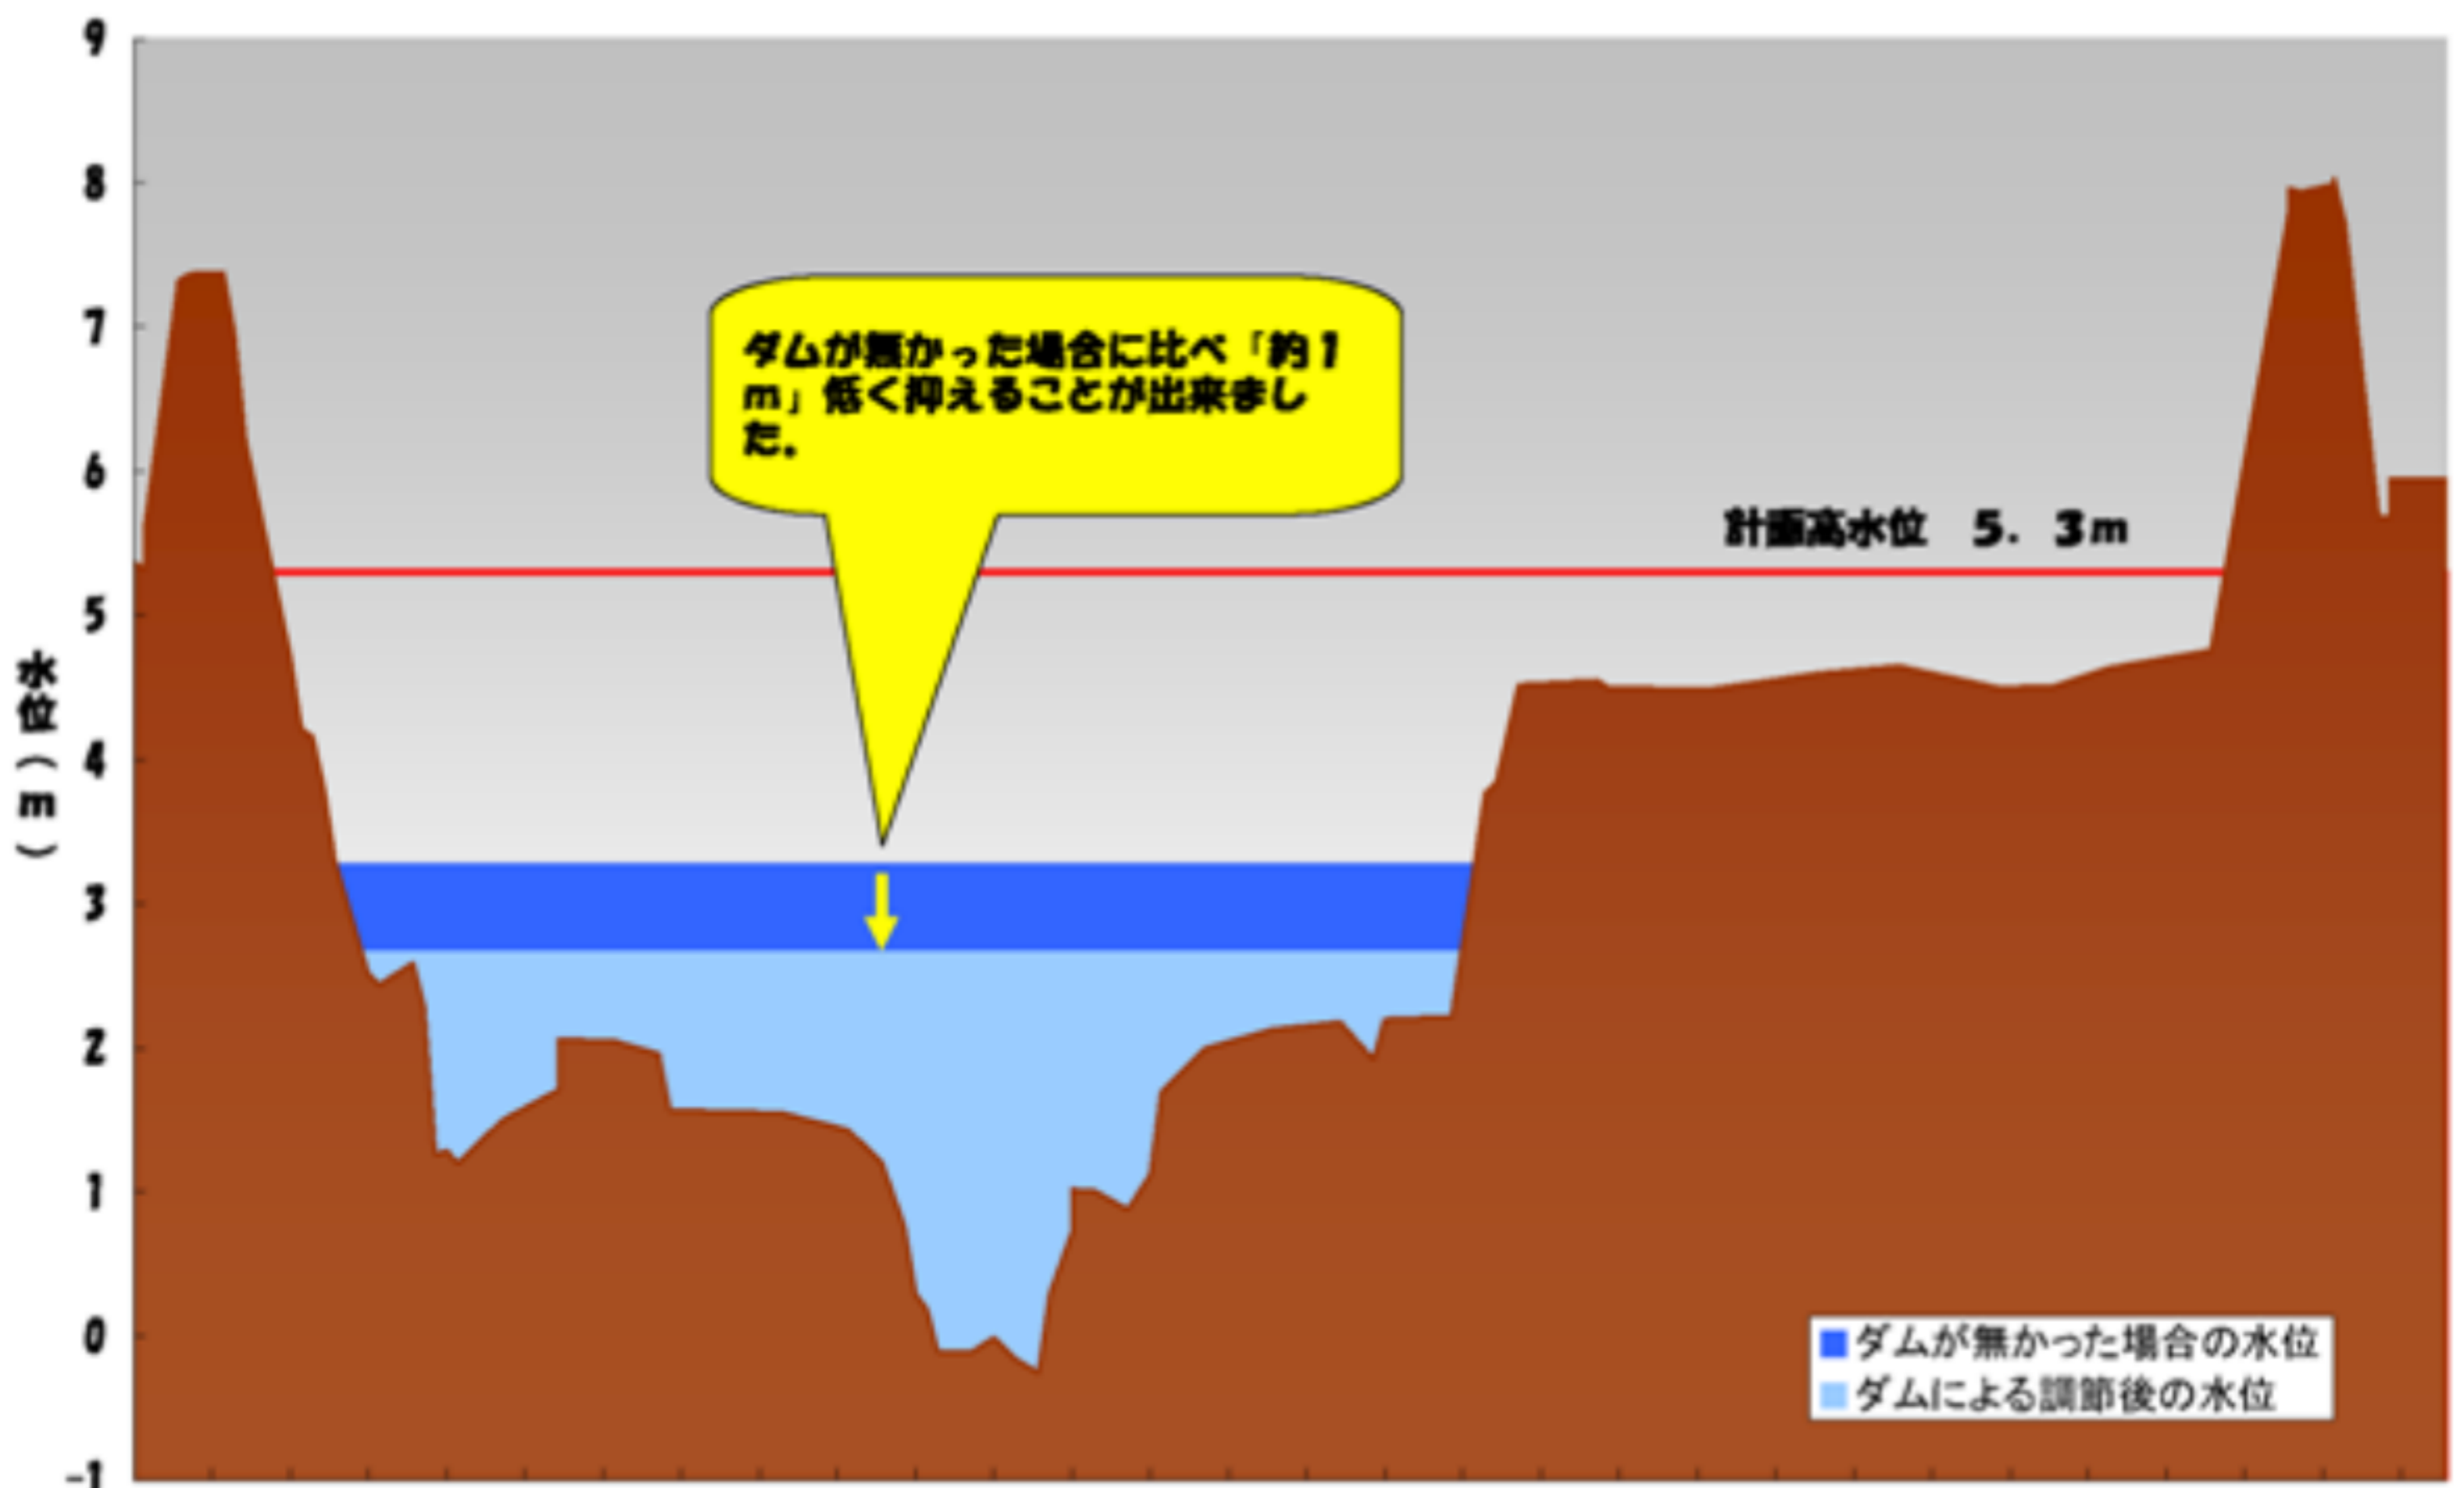 9
8
7
6
5
4
3
2
1
0
-1
水位(m)
ダムが無かった場合に比べ「約1
m」低く抑えることが出来まし
た。
計画高水位 5.3m
ダムが無かった場合の水位
ダムによる調節後の水位